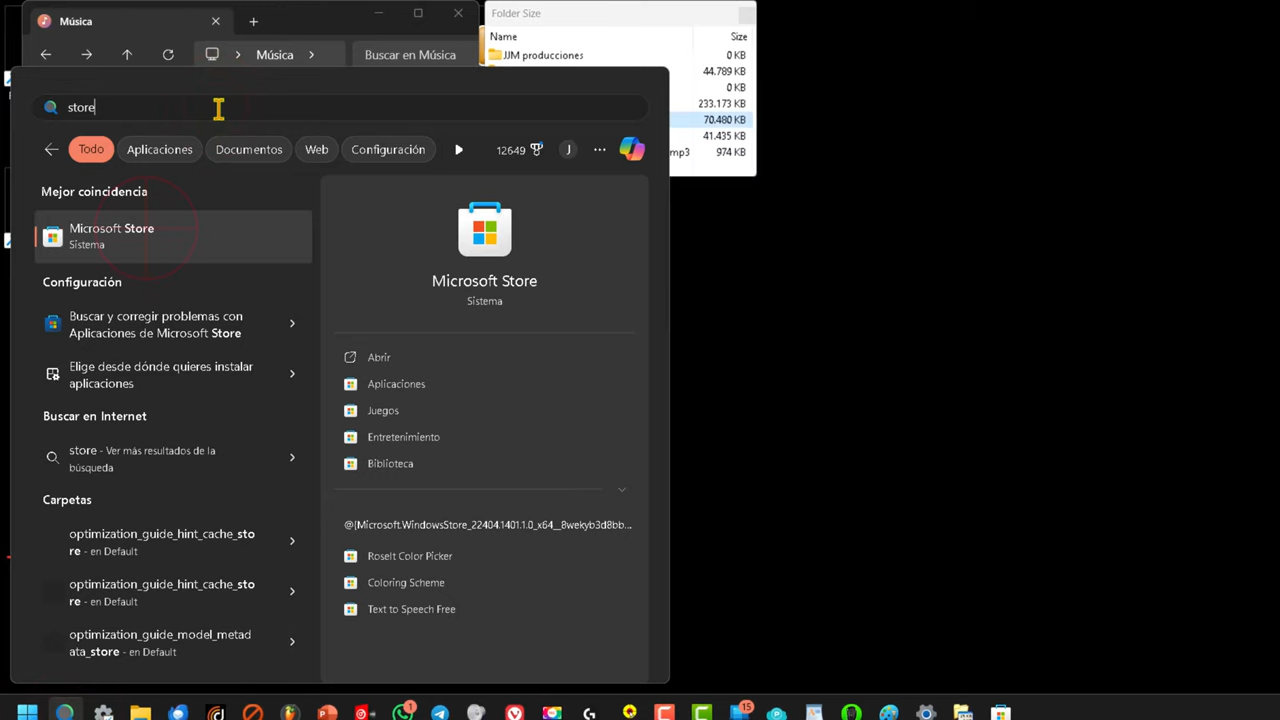 Música
Folder Size
Música
Buscar en Música
Name
Size
JJM producciones
0 KB
44.789 KB
0 KB
233.173 KB
70.480 KB
41.435 KB
mp3
974 KB
store
Todo
Aplicaciones
Documentos
Web
Configuración
12649
J
Mejor coincidencia
Microsoft Store
Sistema
Configuración
Buscar y corregir problemas con
Aplicaciones de Microsoft Store
Elige desde dónde quieres instalar
aplicaciones
Buscar en Internet
store - Ver más resultados de la
búsqueda
Carpetas
optimization_guide_hint_cache_sto
re - en Default
optimization_guide_hint_cache_sto
re - en Default
optimization_guide_model_metad
ata_store - en Default
Microsoft Store
Sistema
Abrir
Aplicaciones
Juegos
Entretenimiento
Biblioteca
@{Microsoft.WindowsStore_22404.1401.1.0_x64__8wekyb3d8bb...
RoseIt Color Picker
Coloring Scheme
Text to Speech Free
1
15